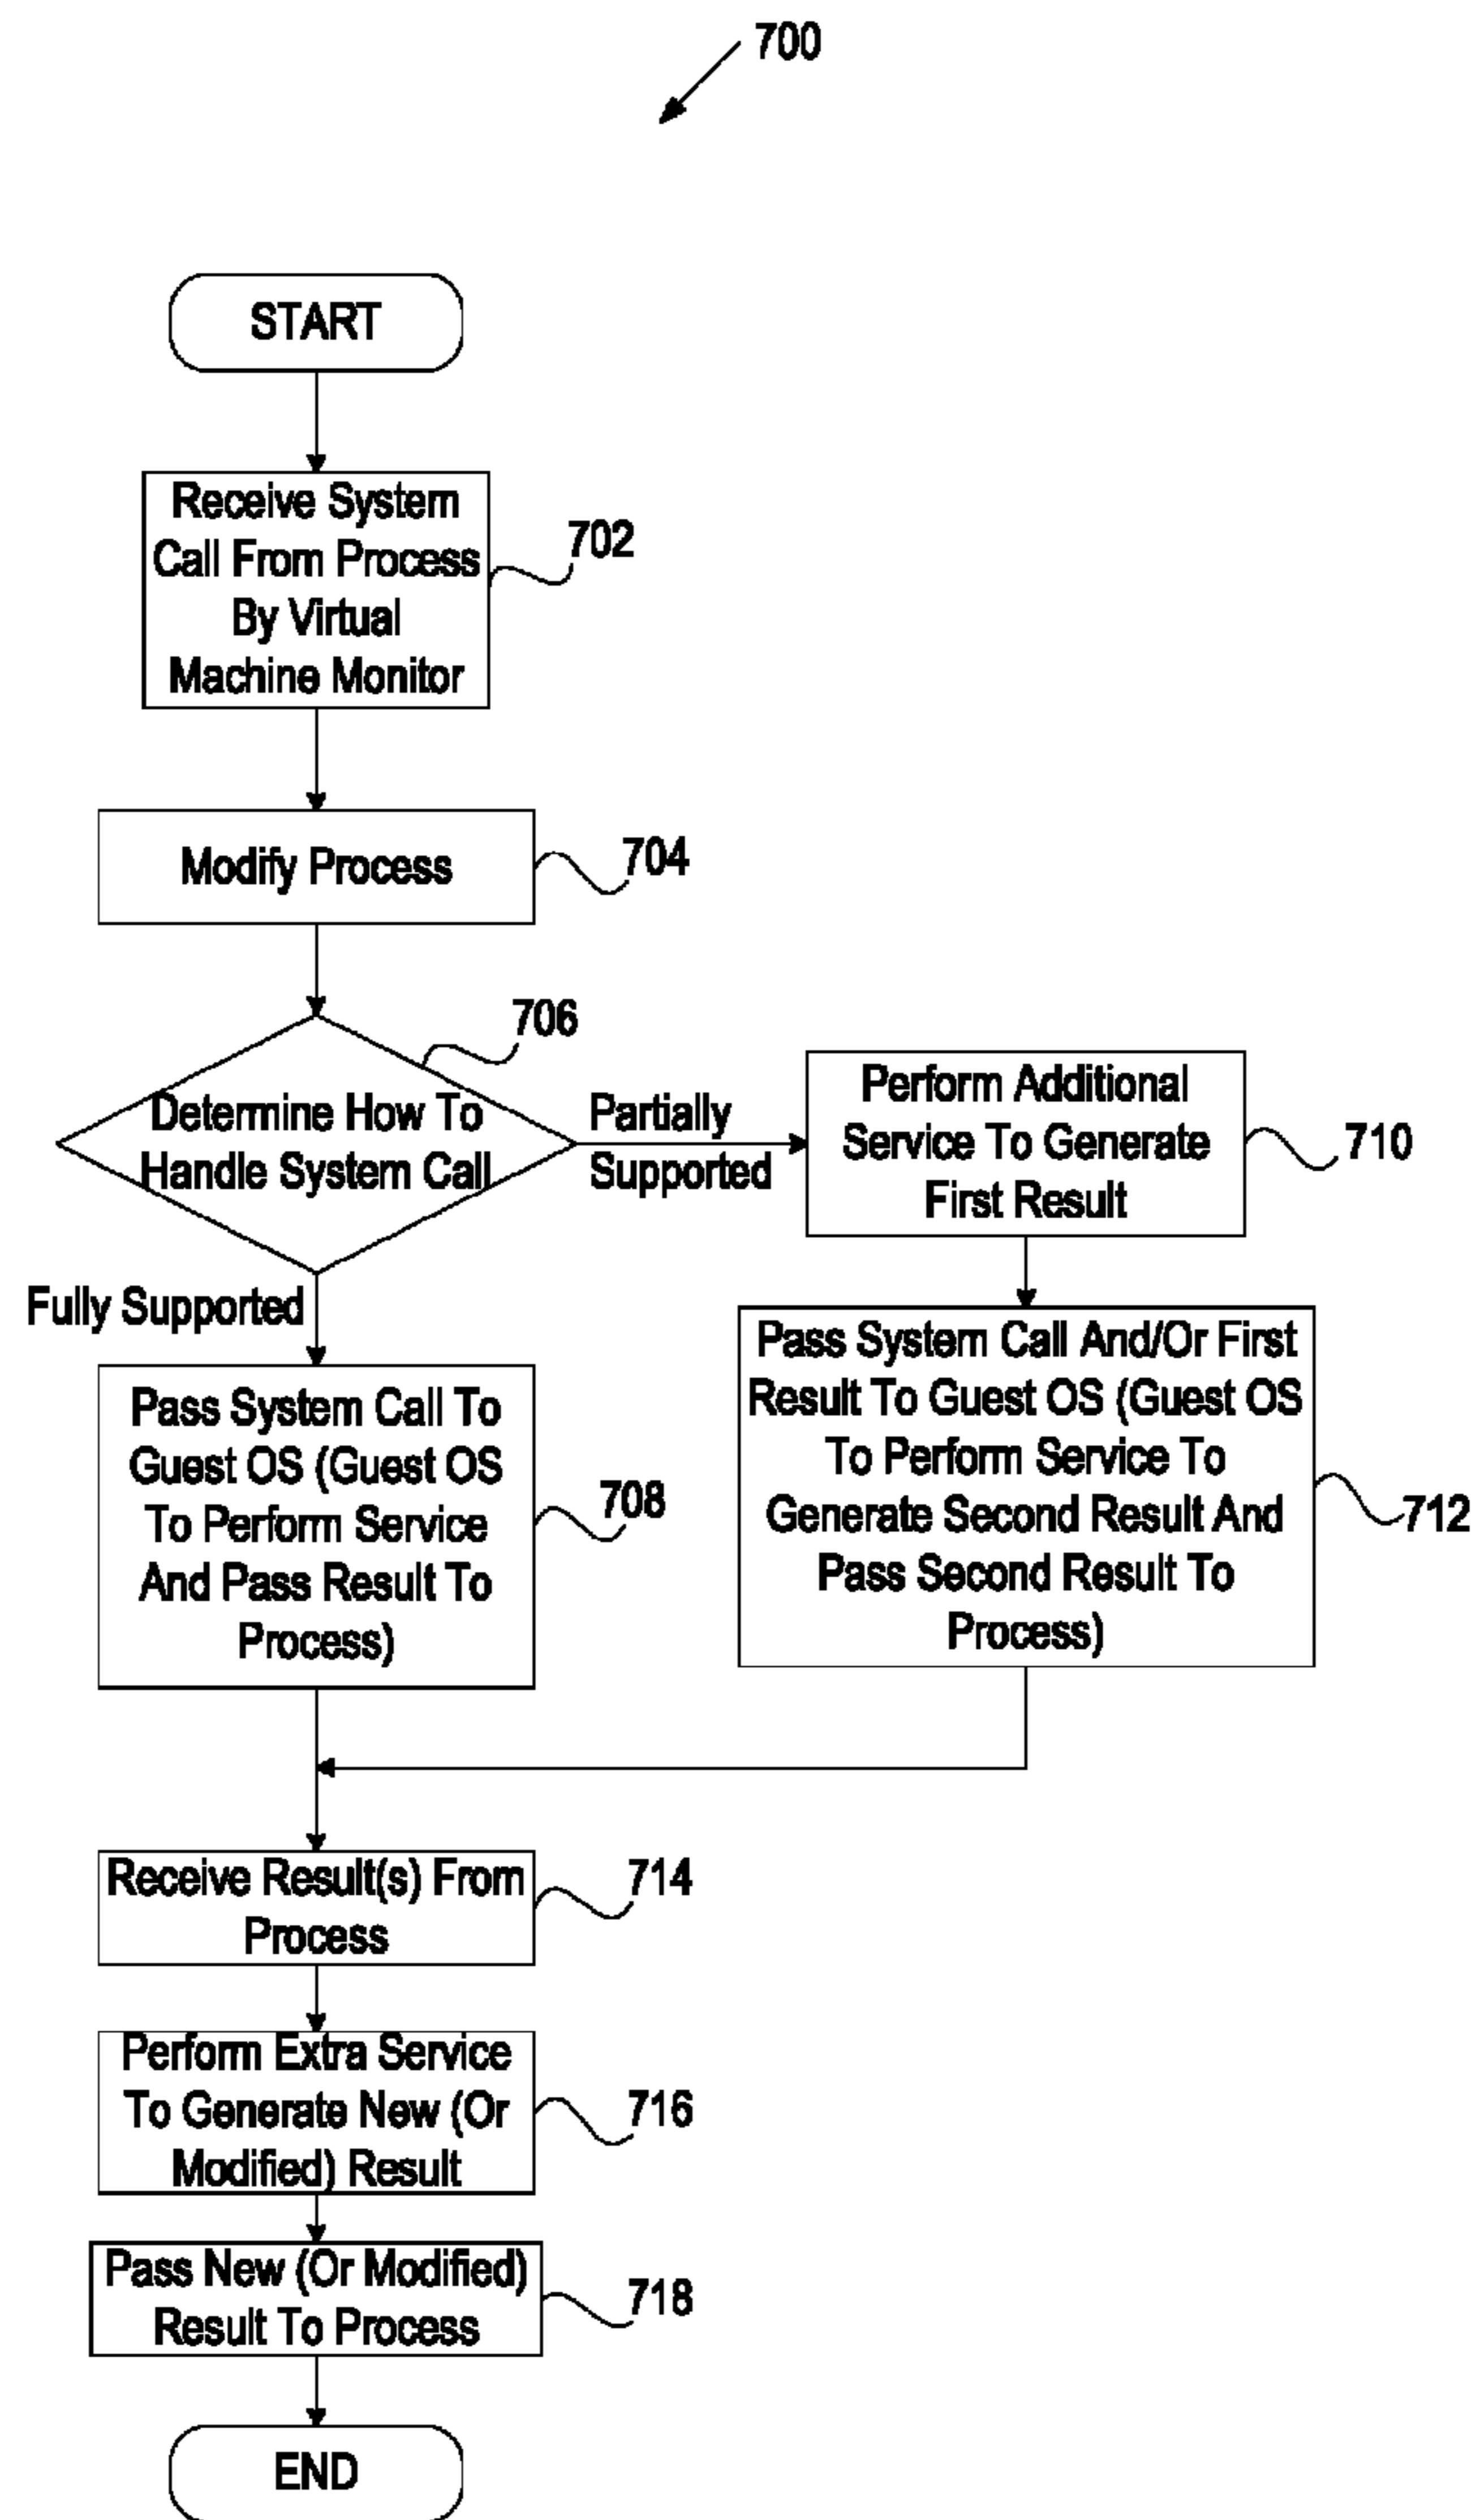 700
START
Receive System
Call From Process
By Virtual
Machine Monitor
702
Modify Process
704
706
Determine How To
Handle System Call
Partially
Supported
Perform Additional
Service To Generate
First Result
710
Fully Supported
Pass System Call To
Guest OS (Guest OS
To Perform Service
And Pass Result To
Process)
708
Pass System Call And/Or First
Result To Guest OS (Guest OS
To Perform Service To
Generate Second Result And
Pass Second Result To
Process)
712
Receive Result(s) From
Process
714
Perform Extra Service
To Generate New (Or
Modified) Result
716
Pass New (Or Modified)
Result To Process
718
END